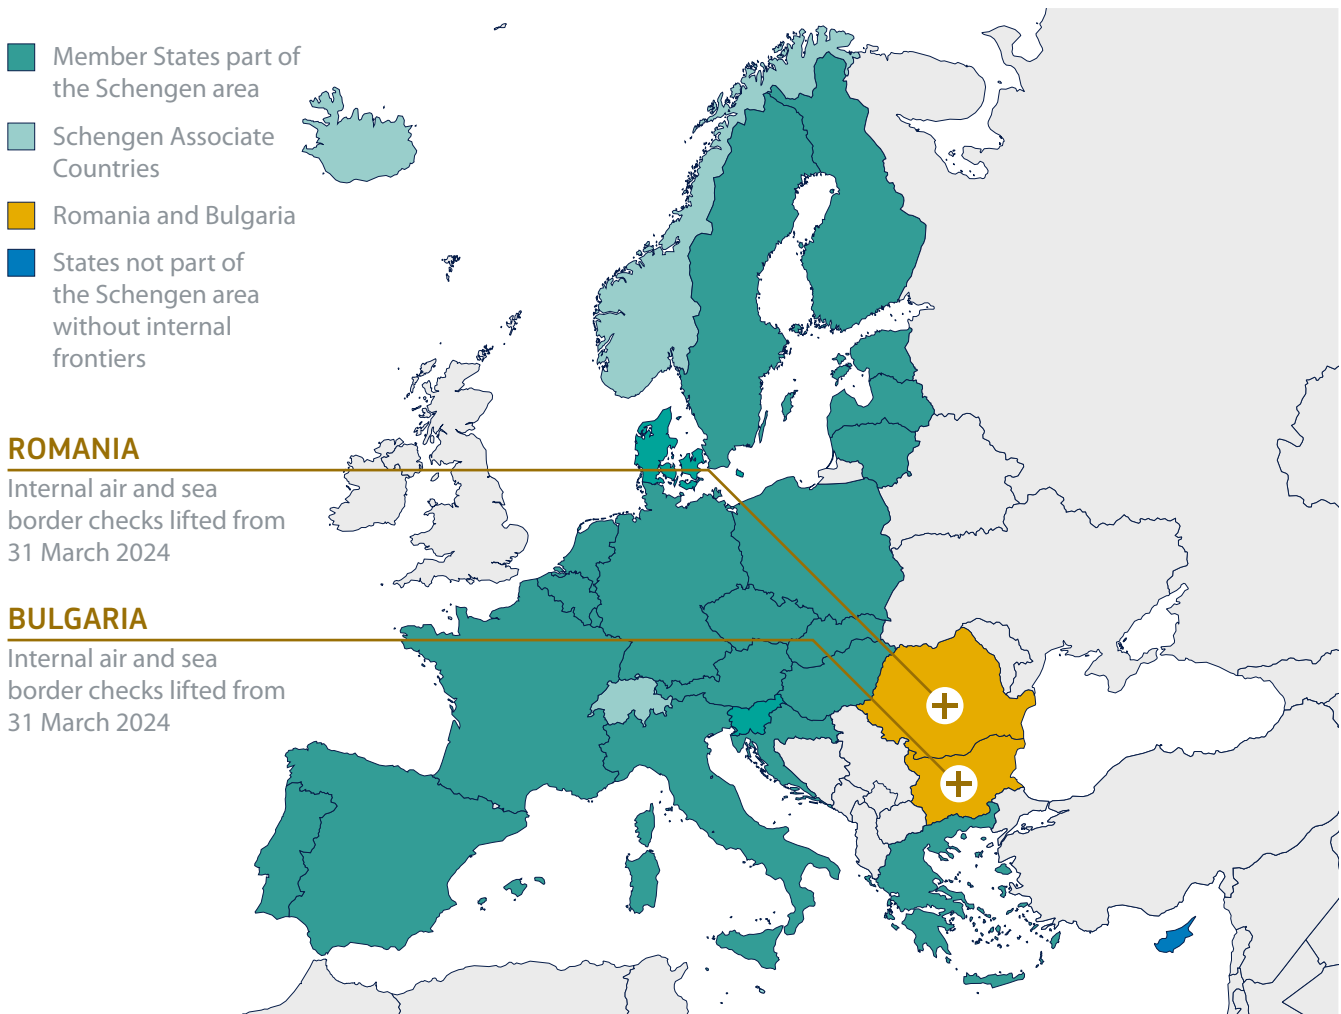 Member States part of
the Schengen area
Schengen Associate
Countries
Romania and Bulgaria
States not part of
the Schengen area
without internal
frontiers
ROMANIA
Internal air and sea
border checks lifted from
31 March 2024
BULGARIA
Internal air and sea
border checks lifted from
31 March 2024